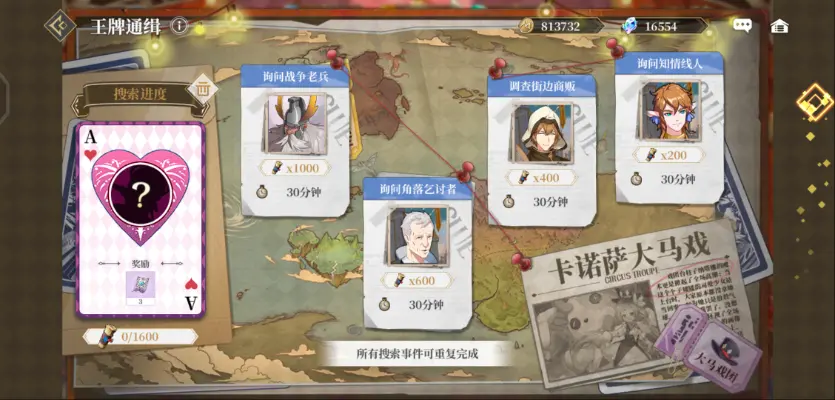 王牌通缉
813732
16554
搜索进度
A
?
奖励
3
A
0/1600
询问战争老兵
x1000
30分钟
询问角落乞讨者
x600
30分钟
调查街边商贩
x400
30分钟
询问知情线人
x200
30分钟
所有搜索事件可重复完成
卡诺萨大马戏
CIRCUS TROUPE
大马戏团